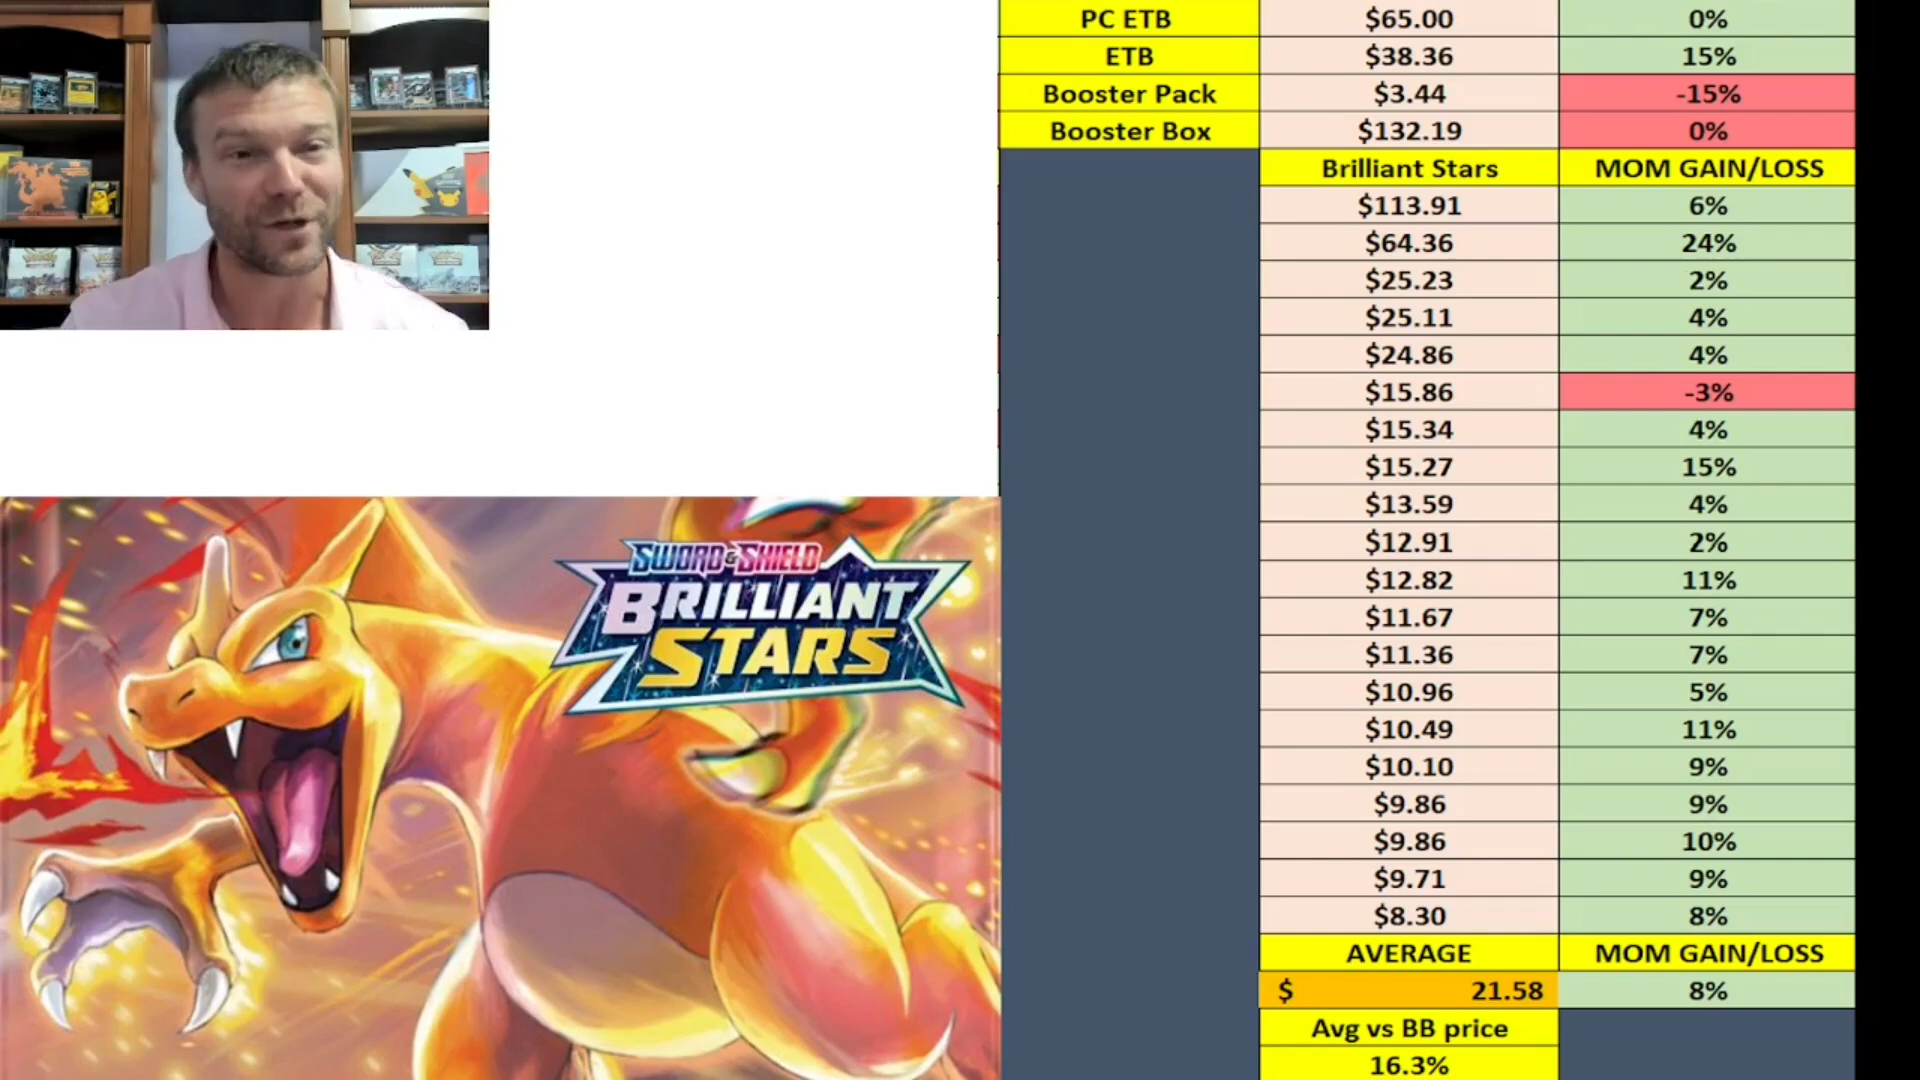 PC ETB $65.00 0%
ETB $38.36 15%
Booster Pack $3.44 -15%
Booster Box $132.19 0%
Brilliant Stars MOM GAIN/LOSS
$113.91 6%
$64.36 24%
$25.23 2%
$25.11 4%
$24.86 4%
$15.86 -3%
$15.34 4%
$15.27 15%
$13.59 4%
$12.91 2%
$12.82 11%
$11.67 7%
$11.36 7%
$10.96 5%
$10.49 11%
$10.10 9%
$9.86 9%
$9.86 10%
$9.71 9%
$8.30 8%
AVERAGE MOM GAIN/LOSS
$ 21.58 8%
Avg vs BB price
16.3%
SWORD & SHIELD
BRILLIANT
STARS